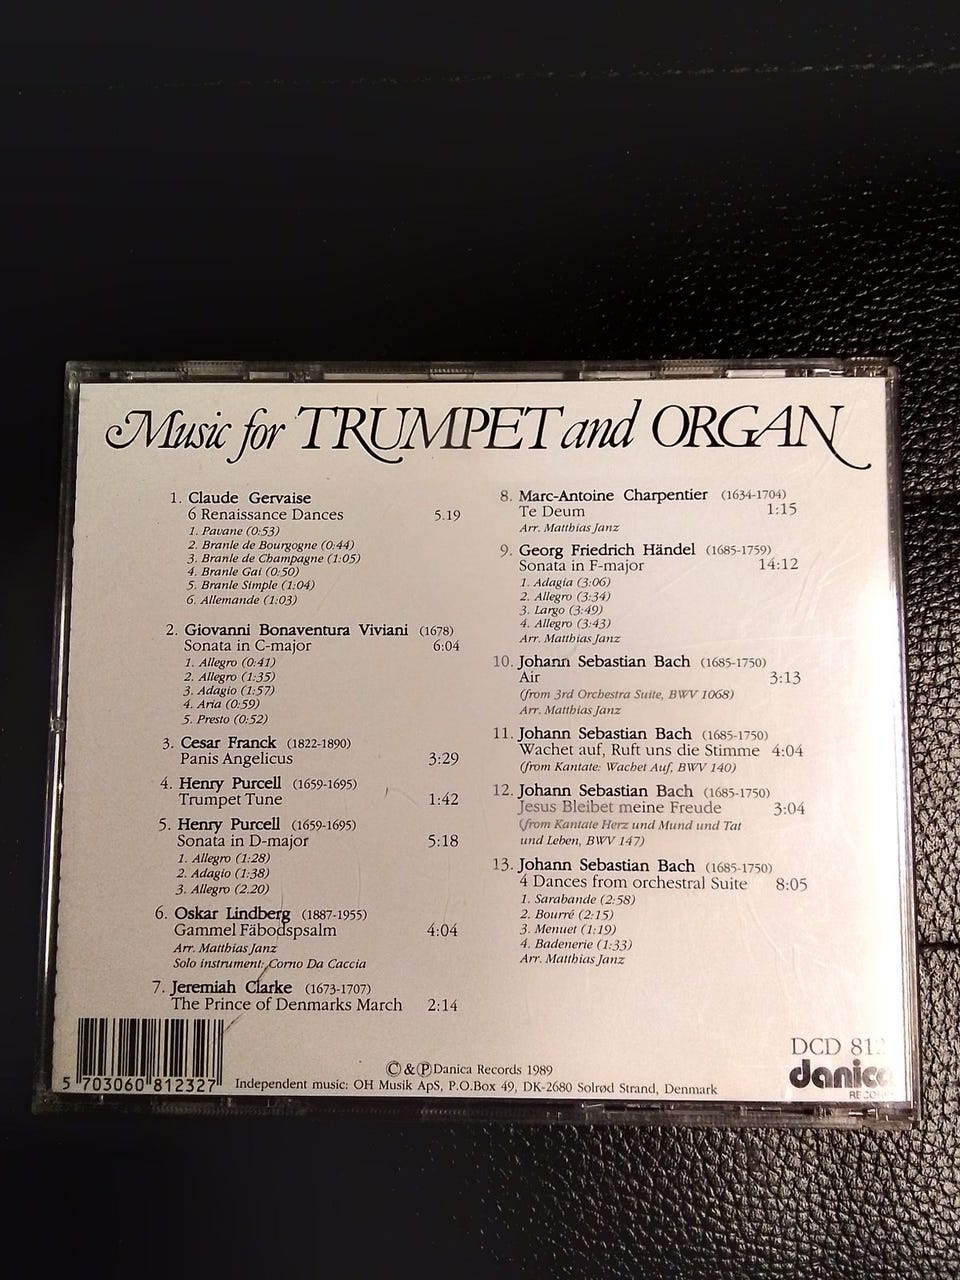 Music for TRUMPET and ORGAN
1. Claude Gervaise
6 Renaissance Dances 5.19
1. Pavane (0:53)
2. Branle de Bourgogne (0:44)
3. Branle de Champagne (1:05)
4. Branle Gai (0:50)
5. Branle Simple (1:04)
6. Allemande (1:03)
2. Giovanni Bonaventura Viviani (1678)
Sonata in C-major 6:04
1. Allegro (0:41)
2. Allegro (1:35)
3. Adagio (1:57)
4. Aria (0:59)
5. Presto (0:52)
3. Cesar Franck (1822-1890)
Panis Angelicus 3:29
4. Henry Purcell (1659-1695)
Trumpet Tune 1:42
5. Henry Purcell (1659-1695)
Sonata in D-major 5:18
1. Allegro (1:28)
2. Adagio (1:38)
3. Allegro (2.20)
6. Oskar Lindberg (1887-1955)
Gammel Fäbodspsalm 4:04
Arr. Matthias Janz
Solo instrument: Corno Da Caccia
7. Jeremiah Clarke (1673-1707)
The Prince of Denmarks March 2:14
8. Marc-Antoine Charpentier (1634-1704)
Te Deum 1:15
Arr. Matthias Janz
9. Georg Friedrich Händel (1685-1759)
Sonata in F-major 14:12
1. Adagia (3:06)
2. Allegro (3:34)
3. Largo (3:49)
4. Allegro (3:43)
Arr. Matthias Janz
10. Johann Sebastian Bach (1685-1750)
Air 3:13
(from 3rd Orchestra Suite, BWV 1068)
Arr. Matthias Janz
11. Johann Sebastian Bach (1685-1750)
Wachet auf, Ruft uns die Stimme 4:04
(from Kantate: Wachet Auf, BWV 140)
12. Johann Sebastian Bach (1685-1750)
Jesus Bleibet meine Freude 3:04
(from Kantate Herz und Mund und Tat
und Leben, BWV 147)
13. Johann Sebastian Bach (1685-1750)
4 Dances from orchestral Suite 8:05
1. Sarabande (2:58)
2. Bourré (2:15)
3. Menuet (1:19)
4. Badenerie (1:33)
Arr. Matthias Janz
5 703060 812327
© & ℗ Danica Records 1989
Independent music: OH Musik ApS, P.O.Box 49, DK-2680 Solrød Strand, Denmark
DCD 812
danica